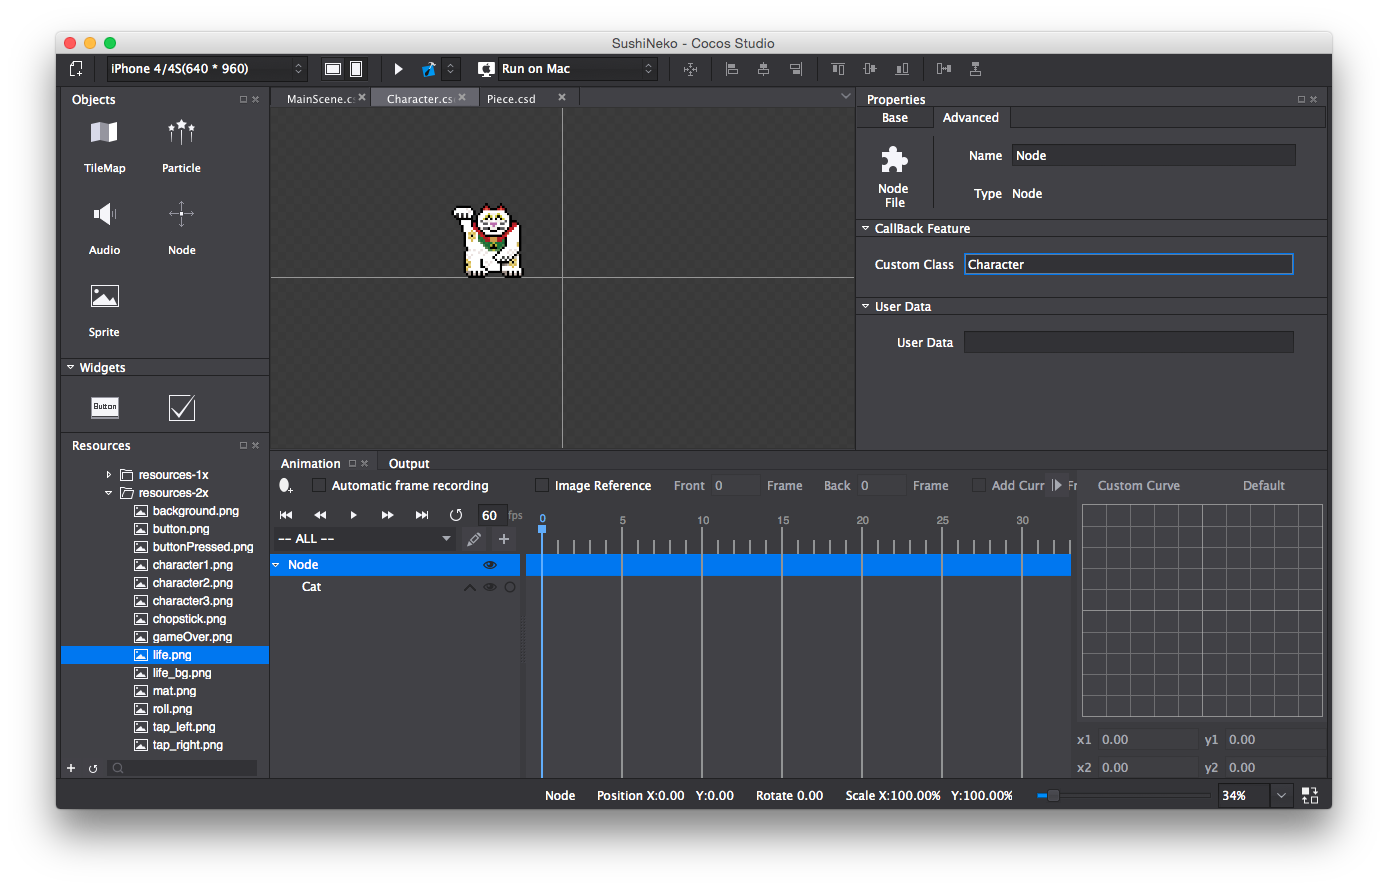 SushiNeko - Cocos Studio
iPhone 4/4S(640 * 960)
Run on Mac
Objects
TileMap
Particle
Audio
Node
Sprite
Widgets
Button
Resources
resources-1x
resources-2x
background.png
button.png
buttonPressed.png
character1.png
character2.png
character3.png
chopstick.png
gameOver.png
life.png
life_bg.png
mat.png
roll.png
tap_left.png
tap_right.png
MainScene.c
Character.cs
Piece.csd
Properties
Base
Advanced
Node
File
Name
Node
Type
Node
CallBack Feature
Custom Class
Character
User Data
User Data
Animation
Output
Automatic frame recording
Image Reference
Front
0
Frame
Back
0
Frame
Add Curr
Fr
60
fps
-- ALL --
0
5
10
15
20
25
30
Node
Cat
Custom Curve
Default
x1
0.00
y1
0.00
x2
0.00
y2
0.00
Node
Position X:0.00
Y:0.00
Rotate 0.00
Scale X:100.00%
Y:100.00%
34%